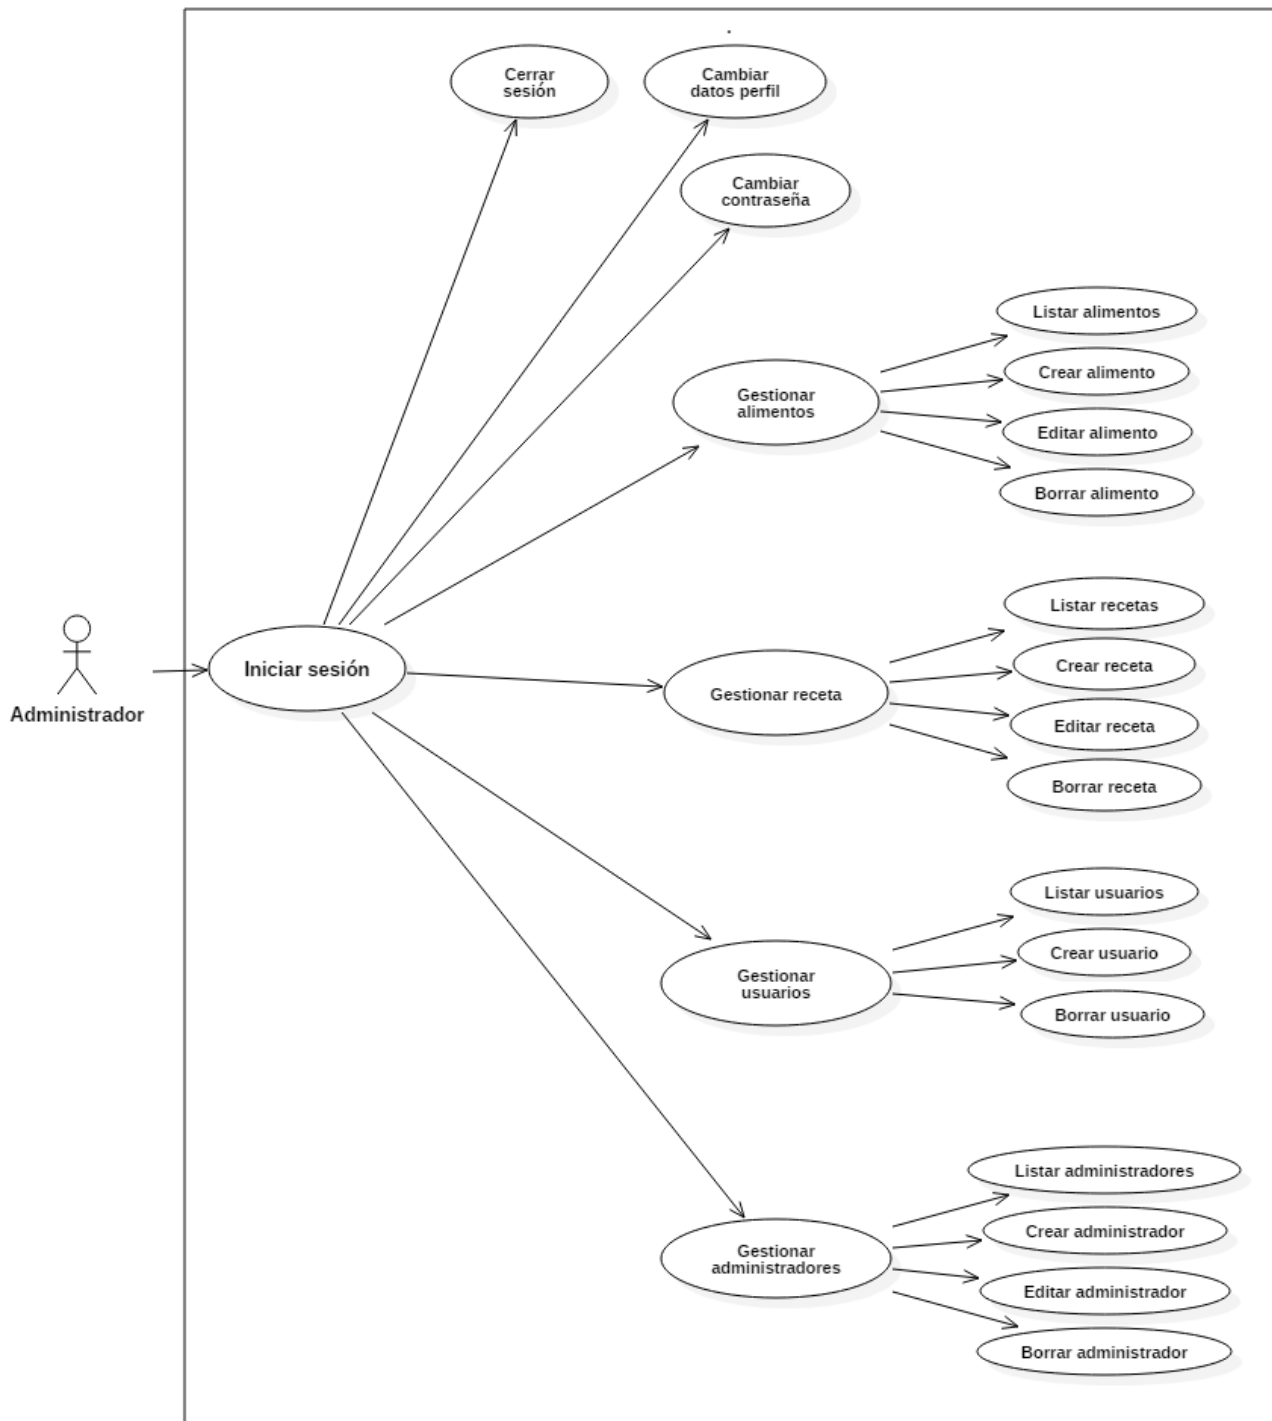 Cerrar
sesión
Cambiar
datos perfil
Cambiar
contraseña
Listar alimentos
Crear alimento
Gestionar
alimentos
Editar alimento
Borrar alimento
Listar recetas
Crear receta
Iniciar sesión
Gestionar receta
Administrador
Editar receta
Borrar receta
Listar usuarios
Crear usuario
Gestionar
usuarios
Borrar usuario
Listar administradores
Crear administrador
Gestionar
administradores
Editar administrador
Borrar administrador